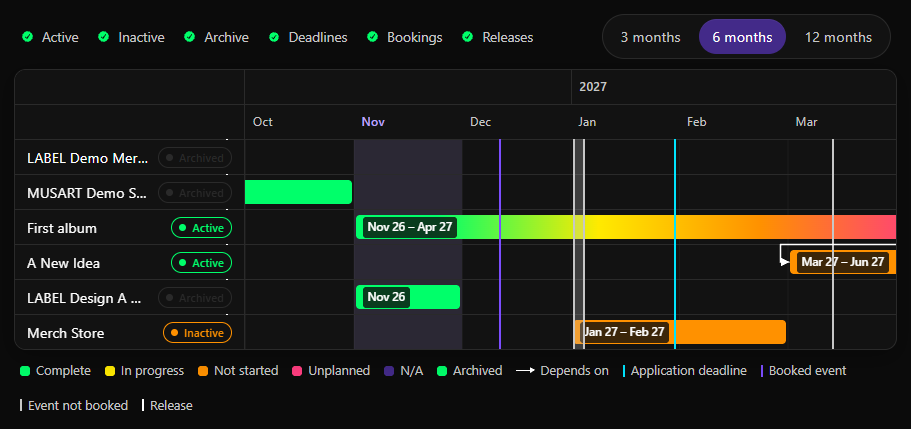 Active Inactive Archive Deadlines Bookings Releases 3 months 6 months 12 months
2027
Oct Nov Dec Jan Feb Mar
LABEL Demo Mer... Archived
MUSART Demo S... Archived
First album Active Nov 26 – Apr 27
A New Idea Active Mar 27 – Jun 27
LABEL Design A ... Archived Nov 26
Merch Store Inactive Jan 27 – Feb 27
Complete In progress Not started Unplanned N/A Archived Depends on Application deadline Booked event
Event not booked Release